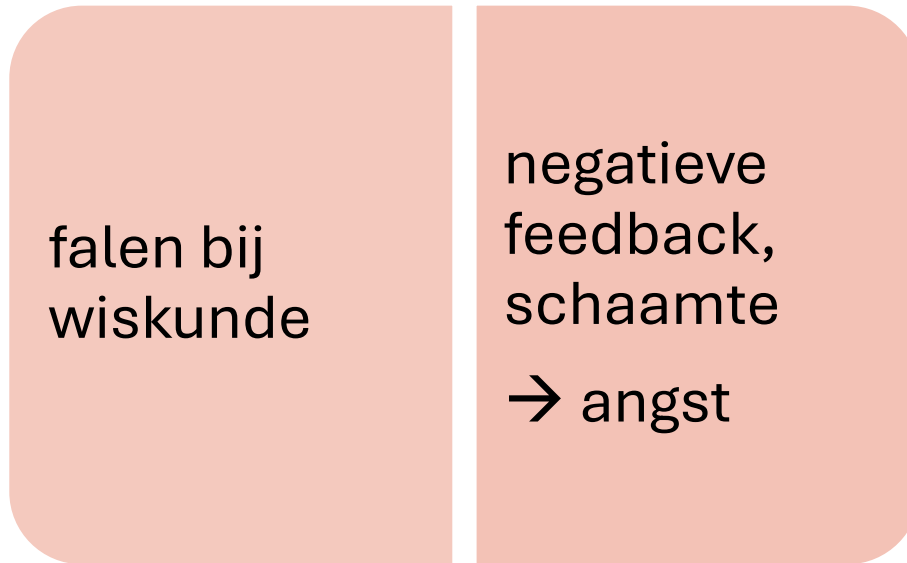 falen bij
wiskunde
negatieve
feedback,
schaamte
→ angst